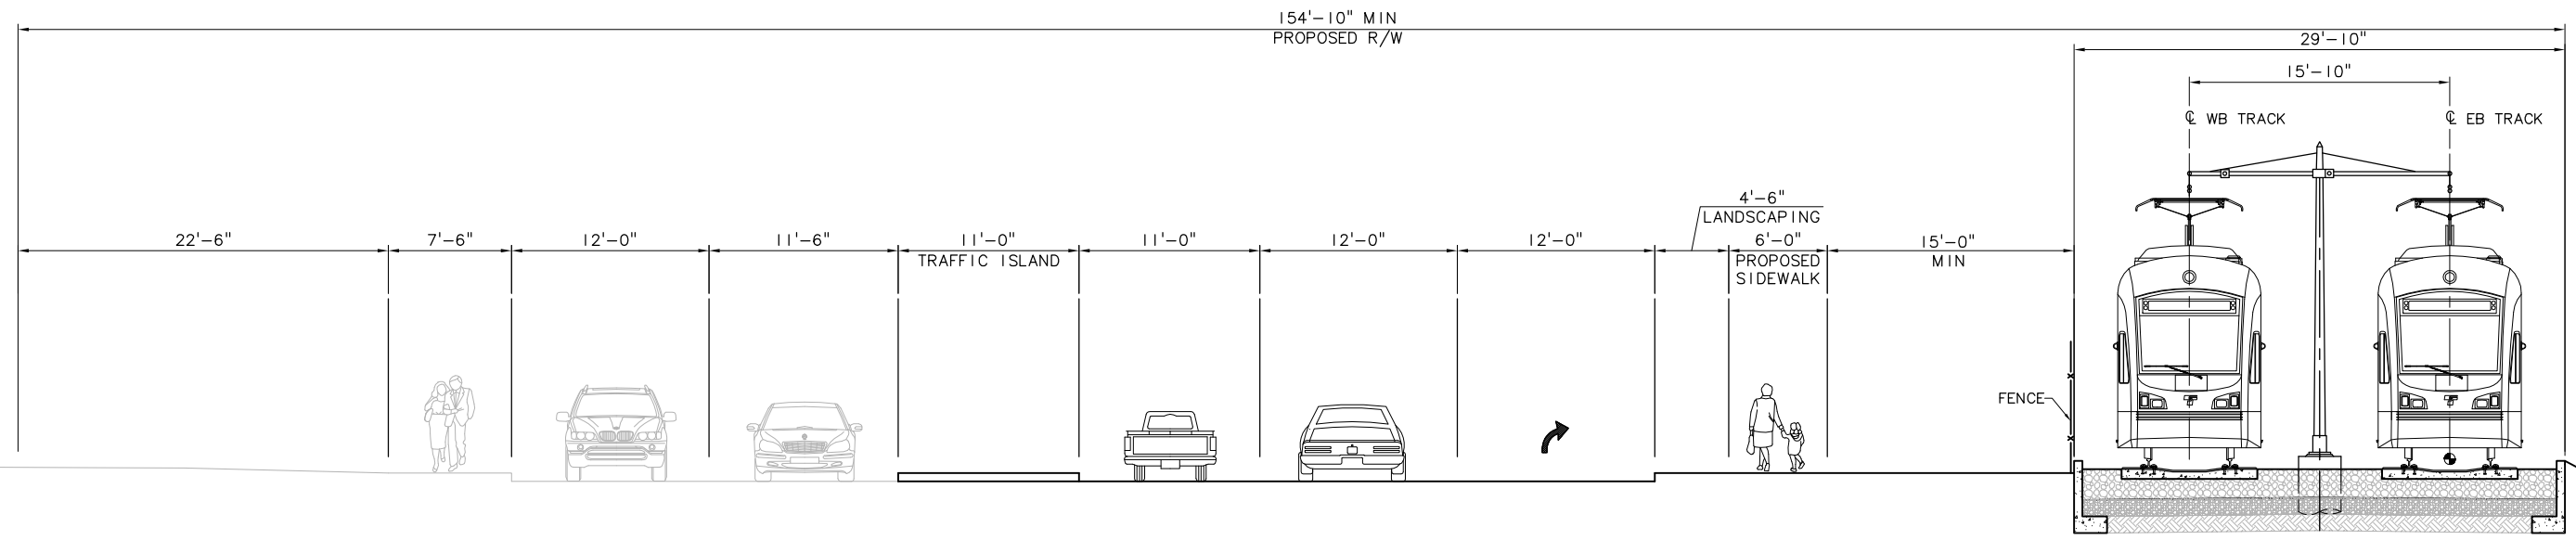 154'-10" MIN
PROPOSED R/W
29'-10"
15'-10"
℄ WB TRACK
℄ EB TRACK
4'-6"
LANDSCAPING
22'-6"
7'-6"
12'-0"
11'-6"
11'-0"
TRAFFIC ISLAND
11'-0"
12'-0"
12'-0"
6'-0"
PROPOSED
SIDEWALK
15'-0"
MIN
FENCE